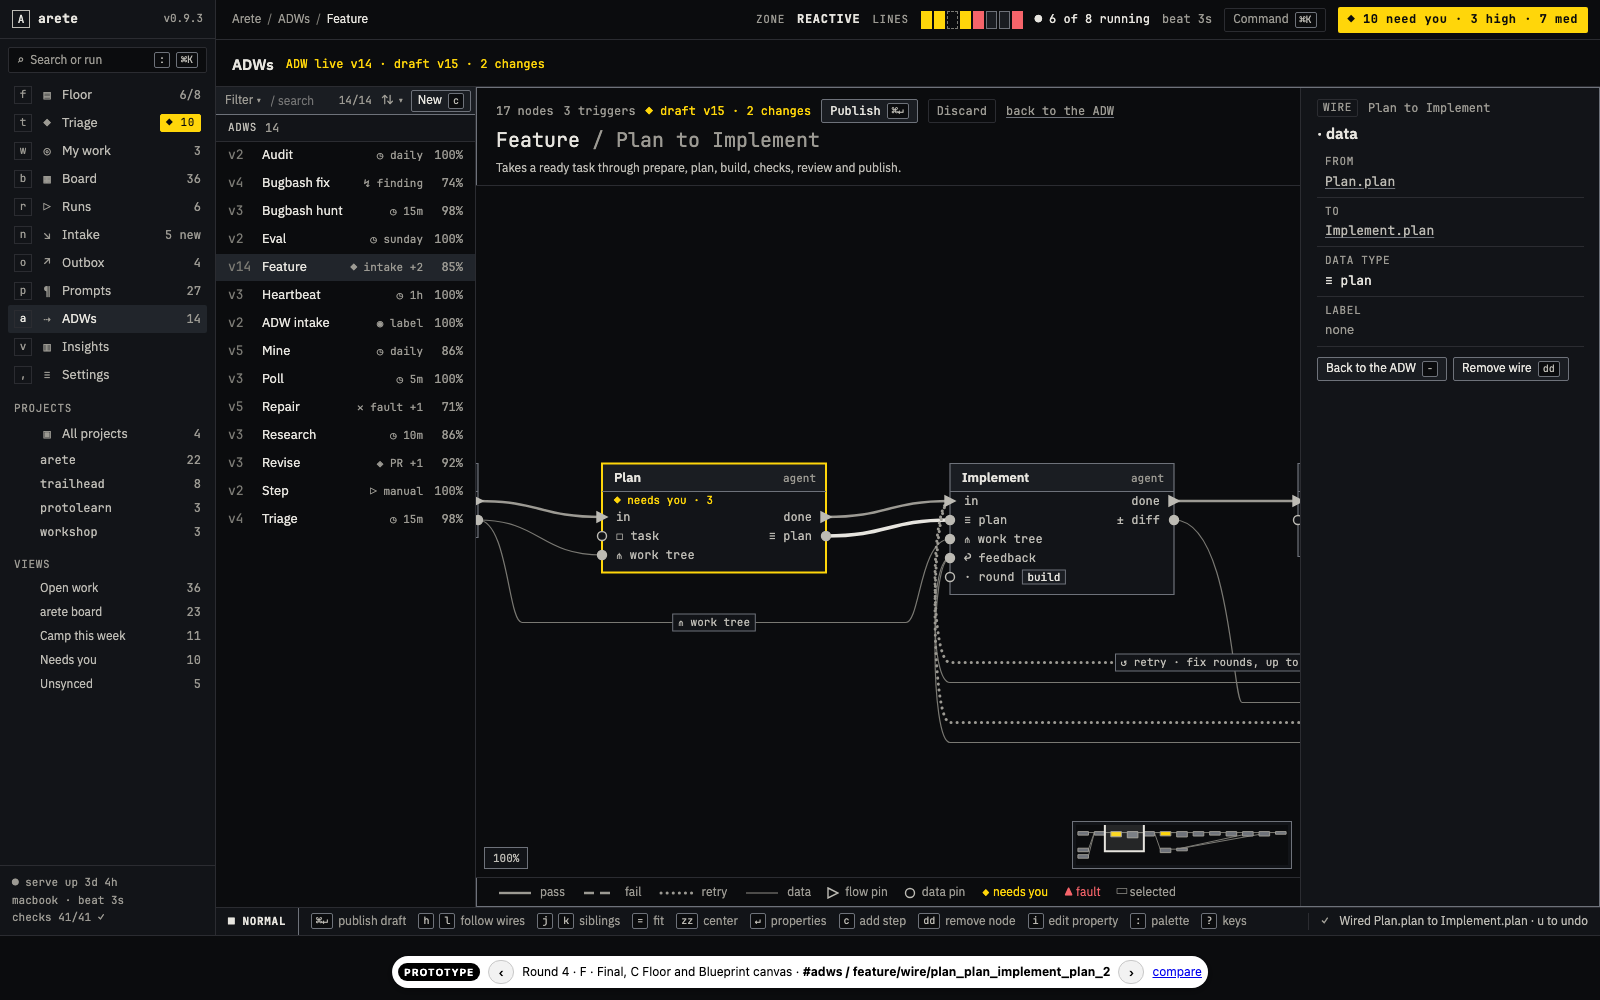 A arete v0.9.3
Search or run : ⌘K
f Floor 6/8
t Triage ◆ 10
w My work 3
b Board 36
r Runs 6
n Intake 5 new
o Outbox 4
p ¶ Prompts 27
a → ADWs 14
v Insights
, Settings
PROJECTS
All projects 4
arete 22
trailhead 8
protolearn 3
workshop 3
VIEWS
Open work 36
arete board 23
Camp this week 11
Needs you 10
Unsynced 5
serve up 3d 4h
macbook · beat 3s
checks 41/41 ✓
Arete / ADWs / Feature
ZONE REACTIVE LINES 6 of 8 running beat 3s Command ⌘K ◆ 10 need you · 3 high · 7 med
ADWs ADW live v14 · draft v15 · 2 changes
Filter / search 14/14 New c
ADWS 14
v2 Audit daily 100%
v4 Bugbash fix finding 74%
v3 Bugbash hunt 15m 98%
v2 Eval sunday 100%
v14 Feature ◆ intake +2 85%
v3 Heartbeat 1h 100%
v2 ADW intake label 100%
v5 Mine daily 86%
v3 Poll 5m 100%
v5 Repair × fault +1 71%
v3 Research 10m 86%
v3 Revise ◆ PR +1 92%
v2 Step ▷ manual 100%
v4 Triage 15m 98%
17 nodes 3 triggers ◆ draft v15 · 2 changes Publish ⌘↵ Discard back to the ADW
Feature / Plan to Implement
Takes a ready task through prepare, plan, build, checks, review and publish.
Plan agent
◆ needs you · 3
in done
task ≡ plan
work tree
Implement agent
in done
≡ plan ± diff
work tree
feedback
· round build
work tree
↺ retry · fix rounds, up to
100%
pass fail retry data flow pin data pin ◆ needs you fault selected
WIRE Plan to Implement
· data
FROM
Plan.plan
TO
Implement.plan
DATA TYPE
≡ plan
LABEL
none
Back to the ADW - Remove wire dd
NORMAL ⌘↵ publish draft h l follow wires j k siblings = fit zz center ↵ properties c add step dd remove node i edit property : palette ? keys ✓ Wired Plan.plan to Implement.plan · u to undo
PROTOTYPE ‹ Round 4 · F · Final, C Floor and Blueprint canvas · #adws / feature/wire/plan_plan_implement_plan_2 › compare